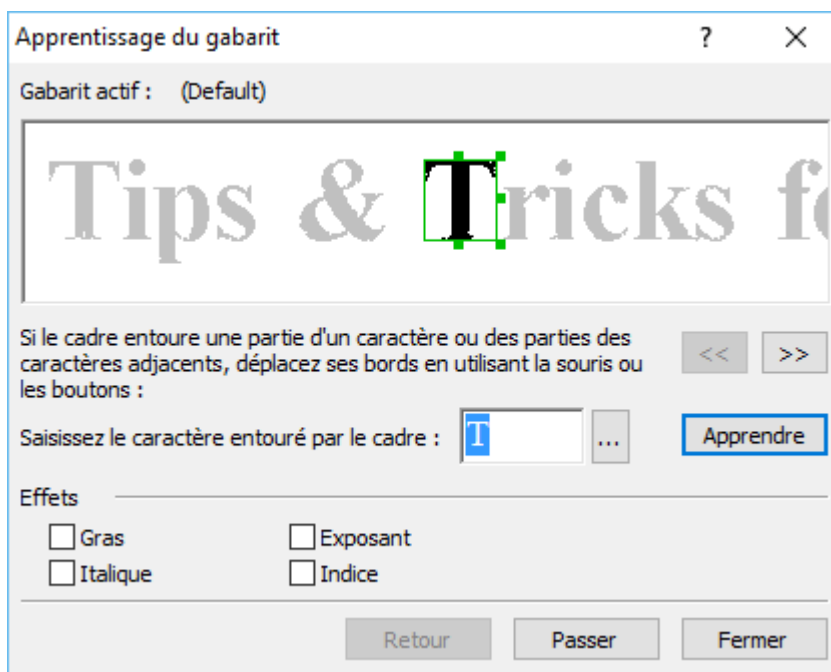 Apprentissage du gabarit ?
Gabarit actif : (Default)
Tips & Tricks fo
Si le cadre entoure une partie d'un caractère ou des parties des
caractères adjacents, déplacez ses bords en utilisant la souris ou
les boutons :
<< >>
Saisissez le caractère entouré par le cadre : T ... Apprendre
Effets
Gras Exposant
Italique Indice
Retour Passer Fermer